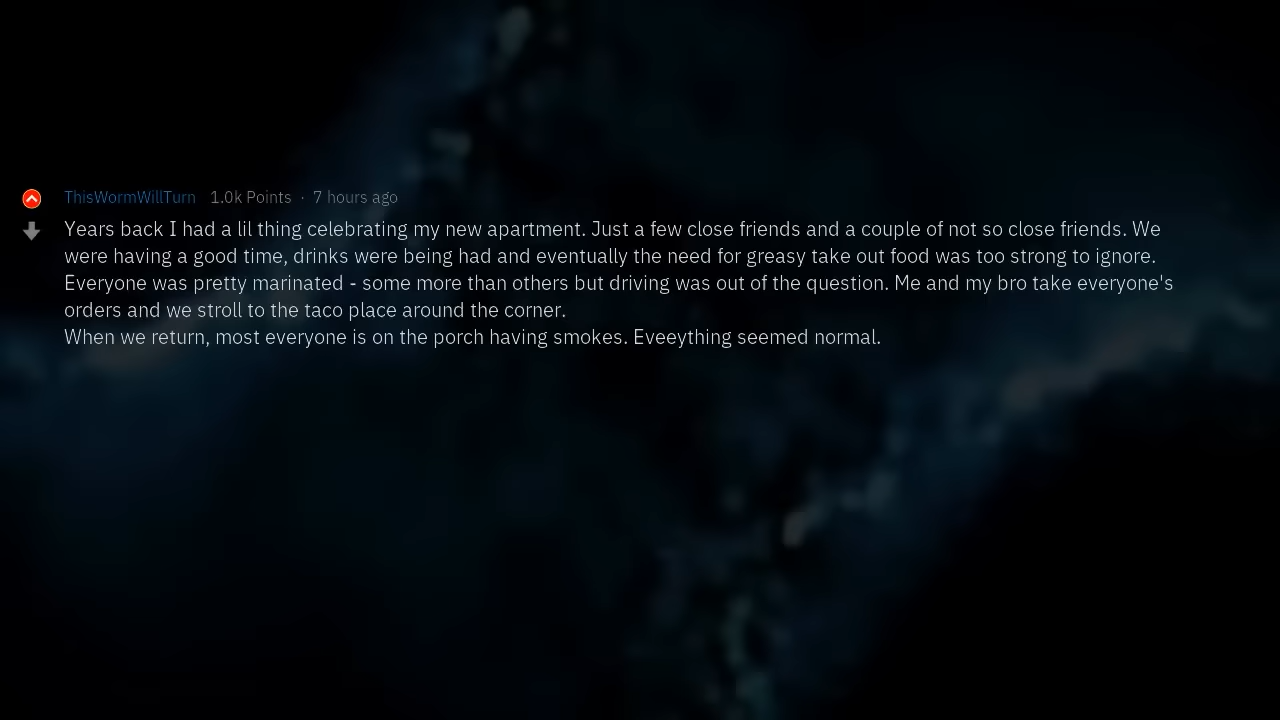 ThisWormWillTurn 1.0k Points · 7 hours ago
Years back I had a lil thing celebrating my new apartment. Just a few close friends and a couple of not so close friends. We
were having a good time, drinks were being had and eventually the need for greasy take out food was too strong to ignore.
Everyone was pretty marinated - some more than others but driving was out of the question. Me and my bro take everyone's
orders and we stroll to the taco place around the corner.
When we return, most everyone is on the porch having smokes. Eveeything seemed normal.